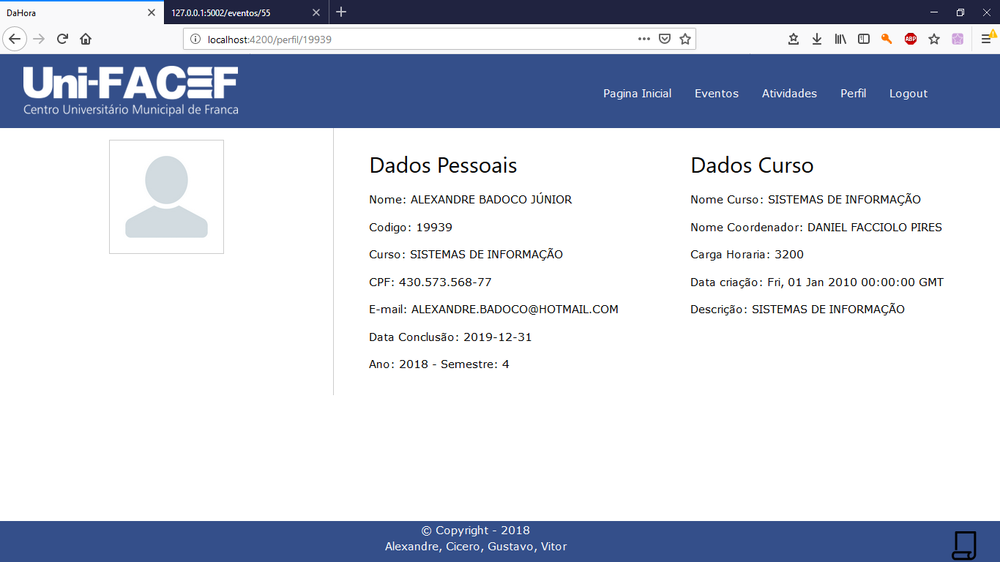 DaHora
127.0.0.1:5002/eventos/55
localhost:4200/perfil/19939
ABP
Uni-FACEF
Centro Universitário Municipal de Franca
Pagina Inicial Eventos Atividades Perfil Logout
Dados Pessoais
Nome: ALEXANDRE BADOCO JÚNIOR
Codigo: 19939
Curso: SISTEMAS DE INFORMAÇÃO
CPF: 430.573.568-77
E-mail: ALEXANDRE.BADOCO@HOTMAIL.COM
Data Conclusão: 2019-12-31
Ano: 2018 - Semestre: 4
Dados Curso
Nome Curso: SISTEMAS DE INFORMAÇÃO
Nome Coordenador: DANIEL FACCIOLO PIRES
Carga Horaria: 3200
Data criação: Fri, 01 Jan 2010 00:00:00 GMT
Descrição: SISTEMAS DE INFORMAÇÃO
© Copyright - 2018
Alexandre, Cicero, Gustavo, Vitor